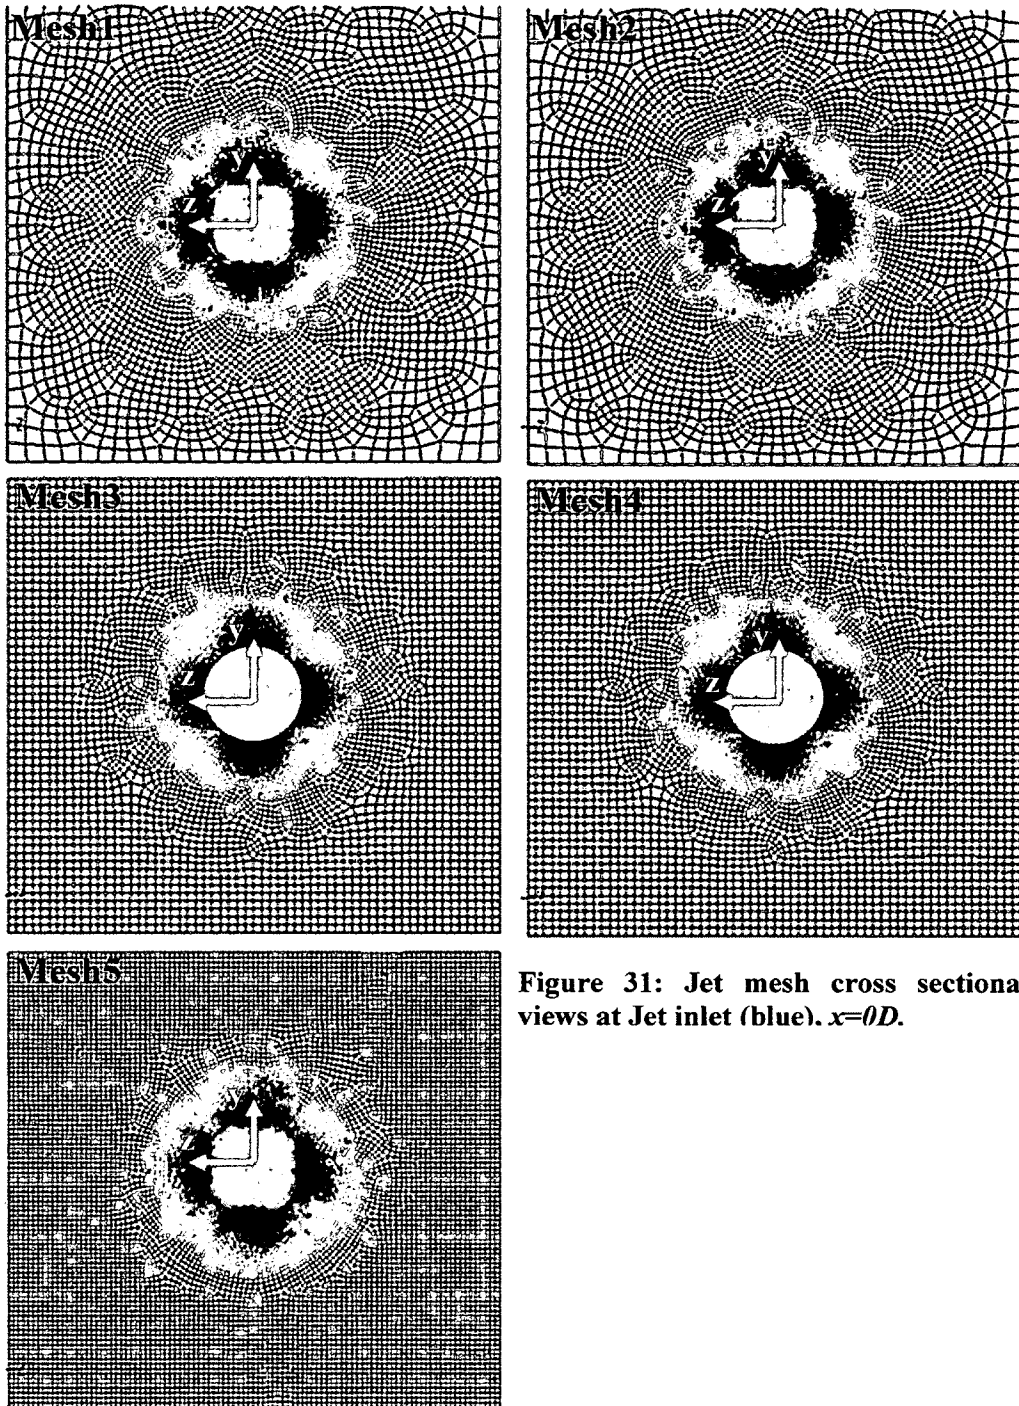 Mesh1
Mesh2
y
z
y
z
Mesh3
Mesh4
y
z
y
z
Mesh5
y
z
Figure 31: Jet mesh cross sectiona
views at Jet inlet (blue), x=0D.